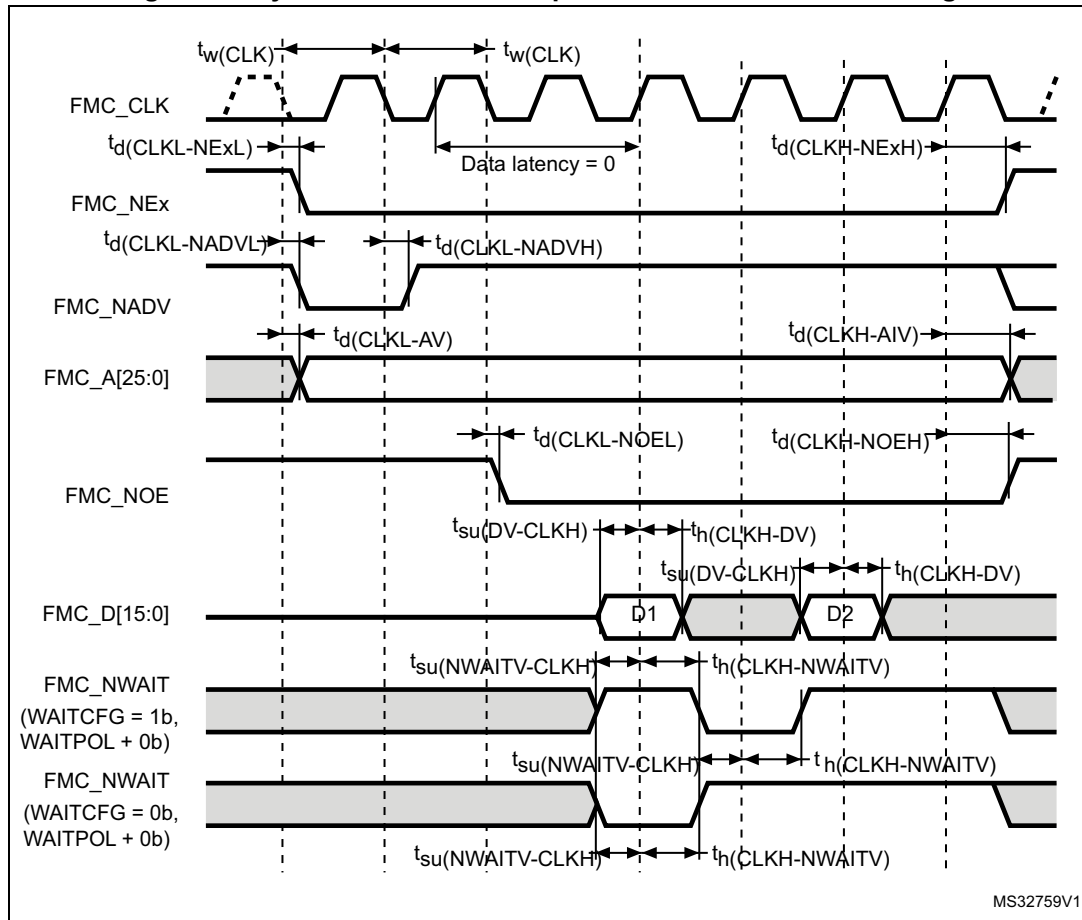 tw(CLK) tw(CLK)
FMC_CLK
td(CLKL-NExL) Data latency = 0 td(CLKH-NExH)
FMC_NEx
td(CLKL-NADVL) td(CLKL-NADVH)
FMC_NADV
td(CLKL-AV) td(CLKH-AIV)
FMC_A[25:0]
td(CLKL-NOEL) td(CLKH-NOEH)
FMC_NOE
tsu(DV-CLKH) th(CLKH-DV)
tsu(DV-CLKH) th(CLKH-DV)
FMC_D[15:0] D1 D2
tsu(NWAITV-CLKH) th(CLKH-NWAITV)
FMC_NWAIT
(WAITCFG = 1b,
WAITPOL + 0b)
tsu(NWAITV-CLKH) th(CLKH-NWAITV)
FMC_NWAIT
(WAITCFG = 0b,
WAITPOL + 0b)
tsu(NWAITV-CLKH) th(CLKH-NWAITV)
MS32759V1